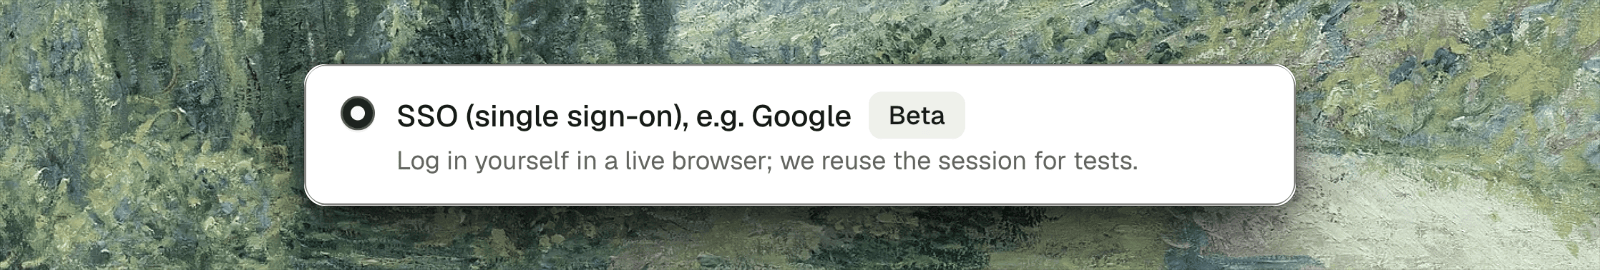 SSO (single sign-on), e.g. Google Beta
Log in yourself in a live browser; we reuse the session for tests.